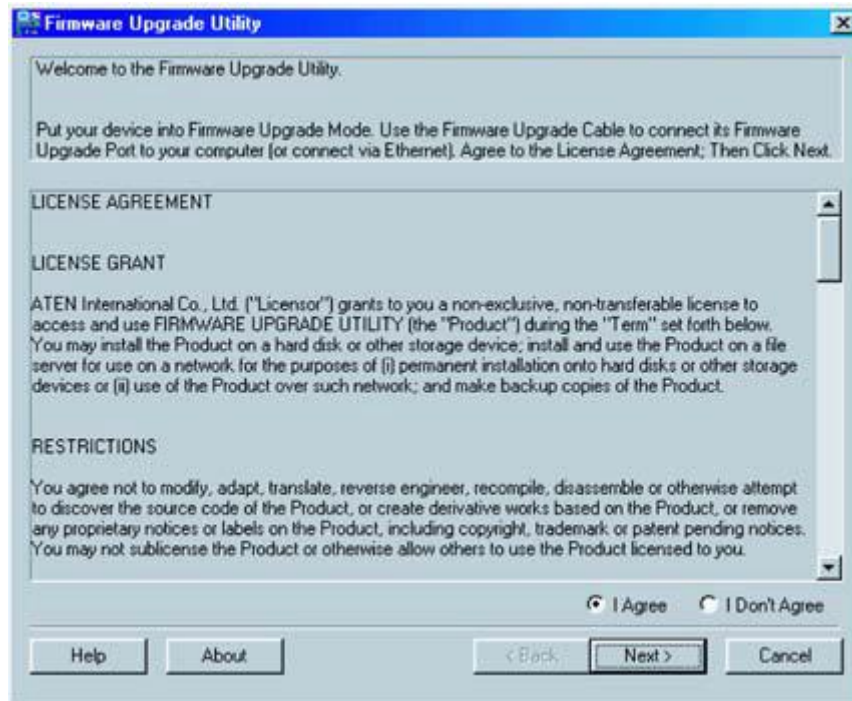 Firmware Upgrade Utility
Welcome to the Firmware Upgrade Utility.
Put your device into Firmware Upgrade Mode. Use the Firmware Upgrade Cable to connect its Firmware
Upgrade Port to your computer (or connect via Ethernet). Agree to the License Agreement; Then Click Next.
LICENSE AGREEMENT
LICENSE GRANT
ATEN International Co., Ltd. ("Licensor") grants to you a non-exclusive, non-transferable license to
access and use FIRMWARE UPGRADE UTILITY (the "Product") during the "Term" set forth below.
You may install the Product on a hard disk or other storage device; install and use the Product on a file
server for use on a network for the purposes of (i) permanent installation onto hard disks or other storage
devices or (ii) use of the Product over such network; and make backup copies of the Product.
RESTRICTIONS
You agree not to modify, adapt, translate, reverse engineer, recompile, disassemble or otherwise attempt
to discover the source code of the Product, or create derivative works based on the Product, or remove
any proprietary notices or labels on the Product, including copyright, trademark or patent pending notices.
You may not sublicense the Product or otherwise allow others to use the Product licensed to you.
I Agree I Don't Agree
Help About < Back Next > Cancel